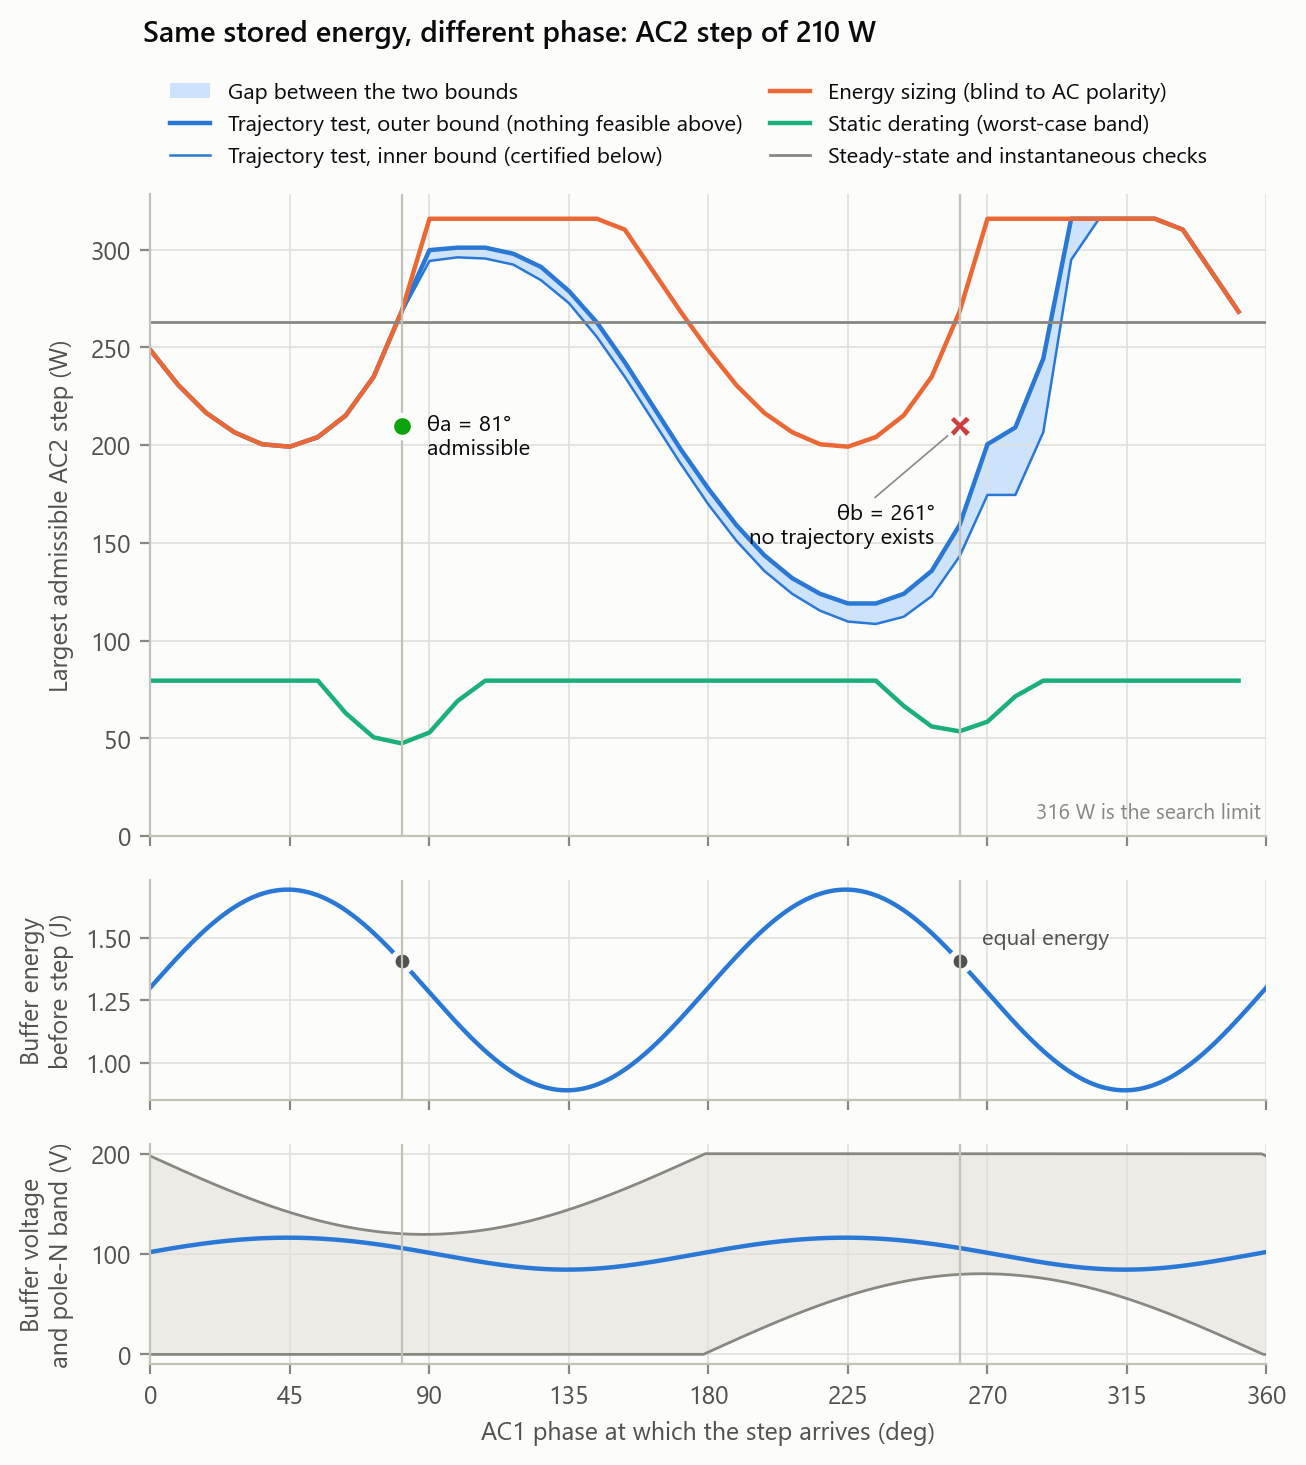 Same stored energy, different phase: AC2 step of 210 W
Gap between the two bounds
Trajectory test, outer bound (nothing feasible above)
Trajectory test, inner bound (certified below)
Energy sizing (blind to AC polarity)
Static derating (worst-case band)
Steady-state and instantaneous checks
Largest admissible AC2 step (W)
300
250
200
150
100
50
0
θa = 81°
admissible
θb = 261°
no trajectory exists
316 W is the search limit
Buffer energy
before step (J)
1.50
1.25
1.00
equal energy
Buffer voltage
and pole-N band (V)
200
100
0
0 45 90 135 180 225 270 315 360
AC1 phase at which the step arrives (deg)